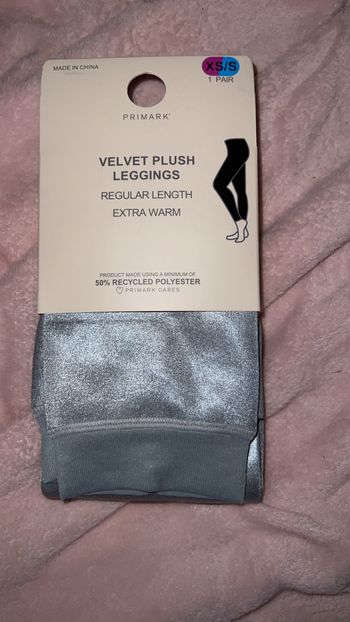 MADE IN CHINA
XS/S
1 PAIR
PRIMARK®
VELVET PLUSH
LEGGINGS
REGULAR LENGTH
EXTRA WARM
PRODUCT MADE USING A MINIMUM OF
50% RECYCLED POLYESTER
PRIMARK CARES